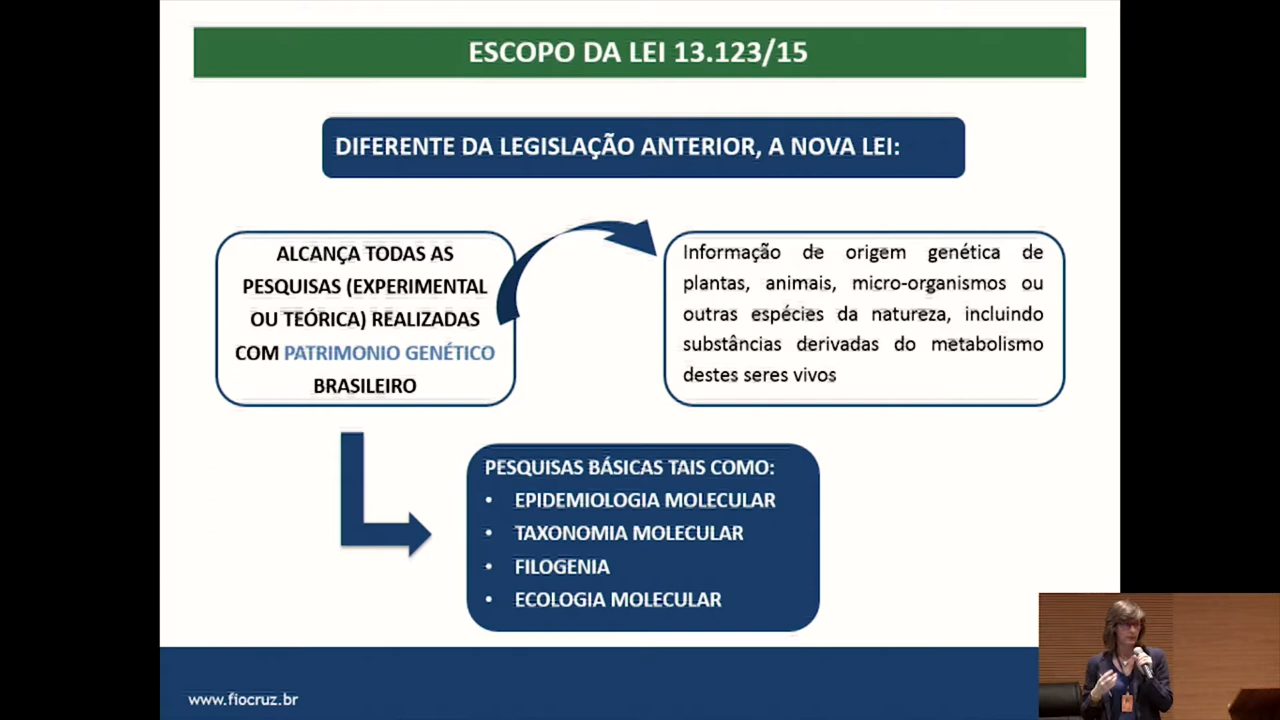 ESCOPO DA LEI 13.123/15
DIFERENTE DA LEGISLAÇÃO ANTERIOR, A NOVA LEI:
ALCANÇA TODAS AS
PESQUISAS (EXPERIMENTAL
OU TEÓRICA) REALIZADAS
COM PATRIMONIO GENÉTICO
BRASILEIRO
Informação de origem genética de
plantas, animais, micro-organismos ou
outras espécies da natureza, incluindo
substâncias derivadas do metabolismo
destes seres vivos
PESQUISAS BÁSICAS TAIS COMO:
• EPIDEMIOLOGIA MOLECULAR
• TAXONOMIA MOLECULAR
• FILOGENIA
• ECOLOGIA MOLECULAR
www.fiocruz.br